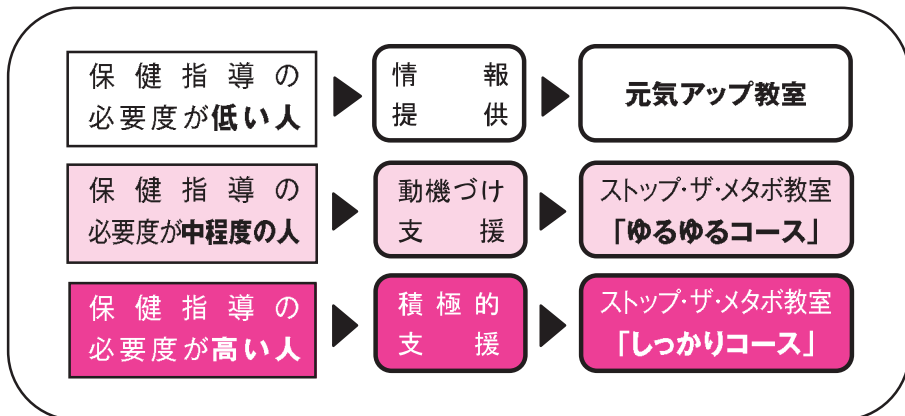 保健指導の
必要度が低い人
情報
提供
元気アップ教室
保健指導の
必要度が中程度の人
動機づけ
支援
ストップ・ザ・メタボ教室
「ゆるゆるコース」
保健指導の
必要度が高い人
積極的
支援
ストップ・ザ・メタボ教室
「しっかりコース」